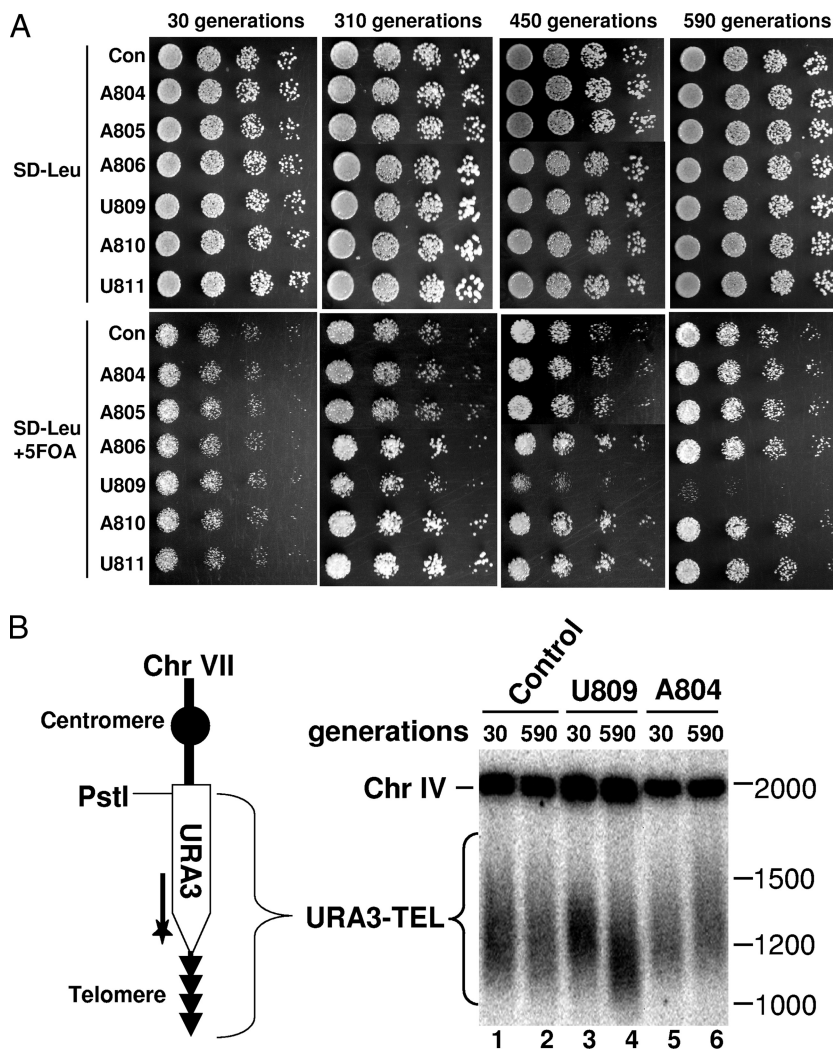 A
30 generations 310 generations 450 generations 590 generations
SD-Leu
Con
A804
A805
A806
U809
A810
U811
SD-Leu
+5FOA
Con
A804
A805
A806
U809
A810
U811
B
Chr VII
Centromere
PstI
URA3
Telomere
Control U809 A804
generations 30 590 30 590 30 590
Chr IV
URA3-TEL
2000
1500
1200
1000
1 2 3 4 5 6